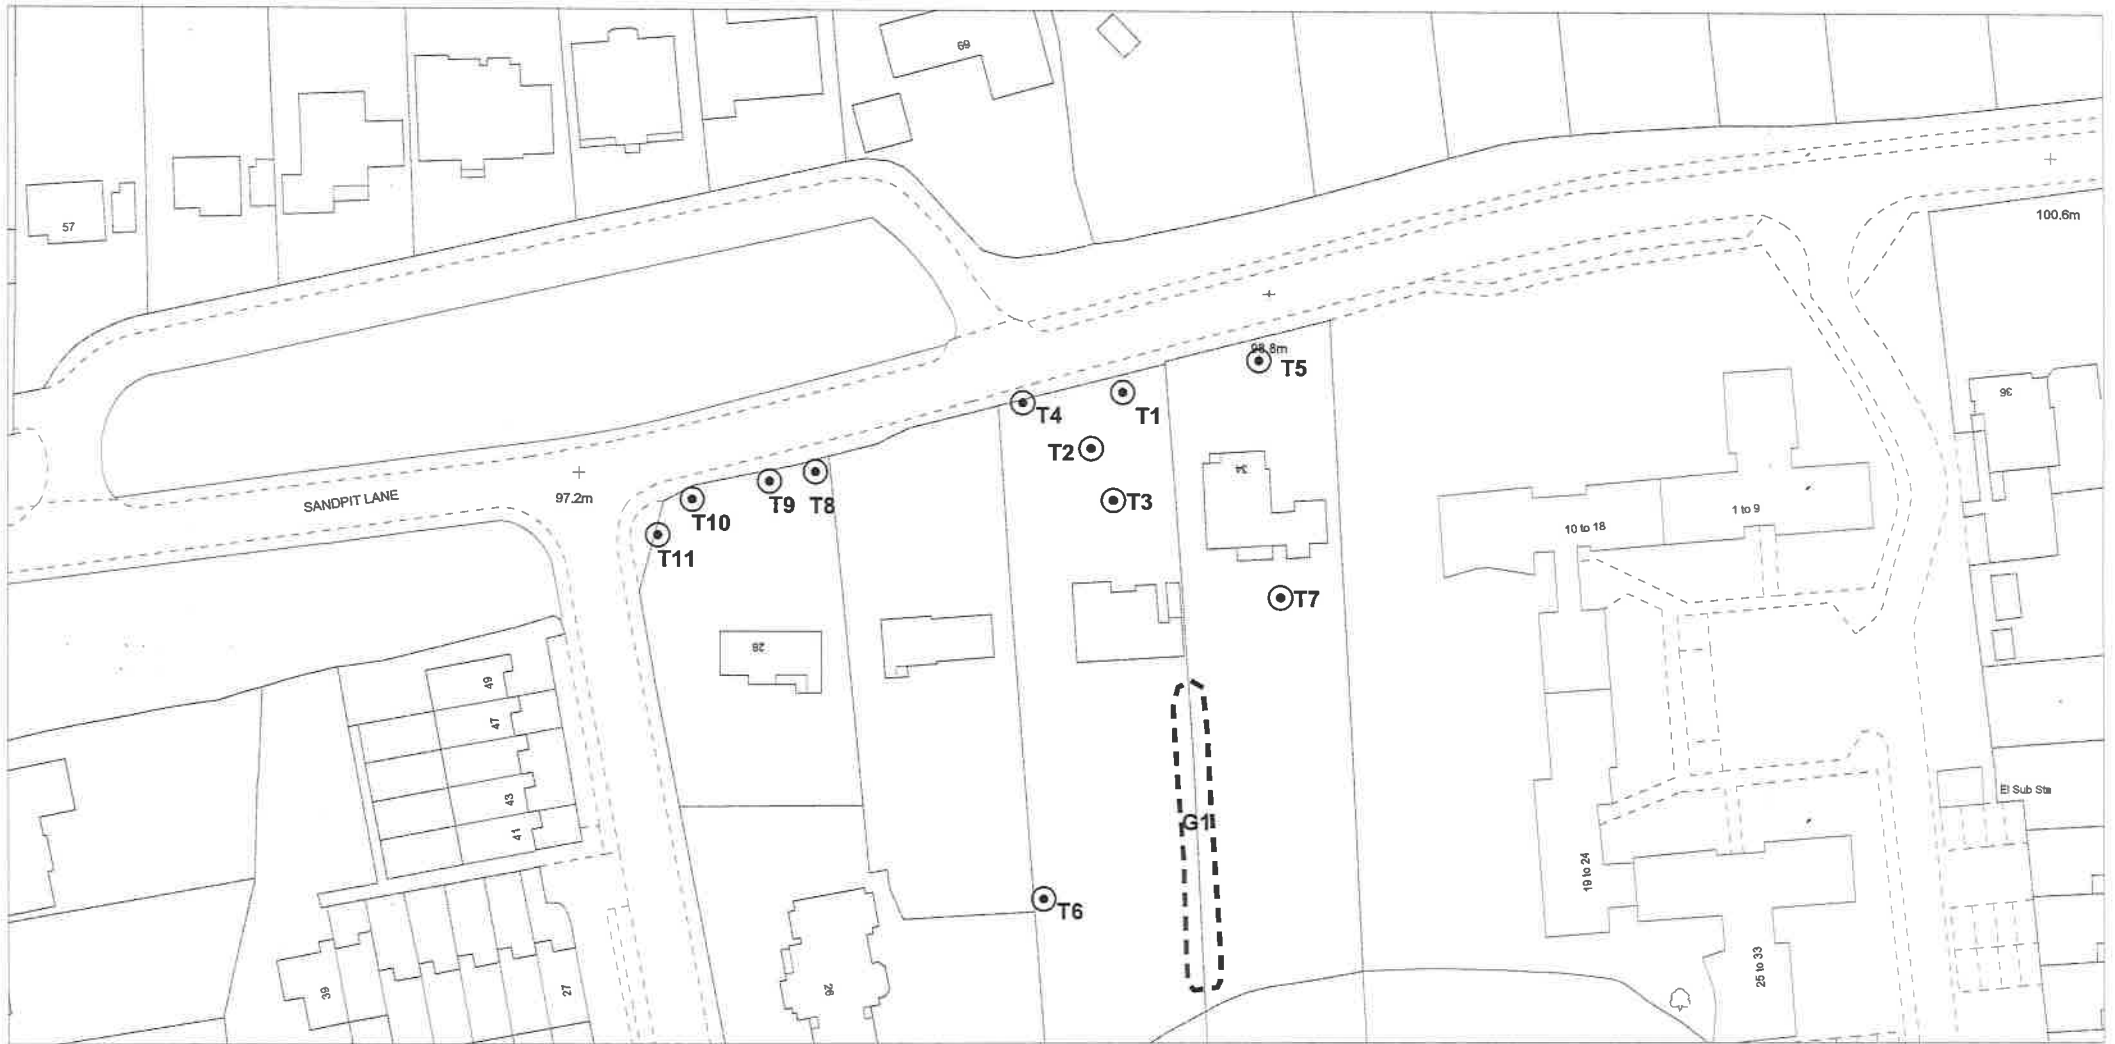 69
57
100.6m
98.8m
T5
T1
T4
T2
T3
36
34
SANDPIT LANE
97.2m
T10
T9
T8
T11
10 to 18
1 to 9
T7
28
49
47
43
41
G1
El Sub Sta
19 to 24
T6
25 to 33
26
39
27